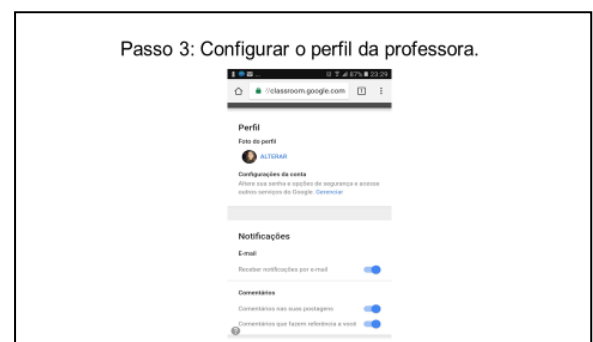 Passo 3: Configurar o perfil da professora.
87% 23:29
classroom.google.com
Perfil
Foto do perfil
ALTERAR
Configurações da conta
Altere sua senha e opções de segurança e acesse
outros serviços do Google. Gerenciar.
Notificações
E-mail
Receber notificações por e-mail
Comentários
Comentários nas suas postagens
Comentários que fazem referência a você